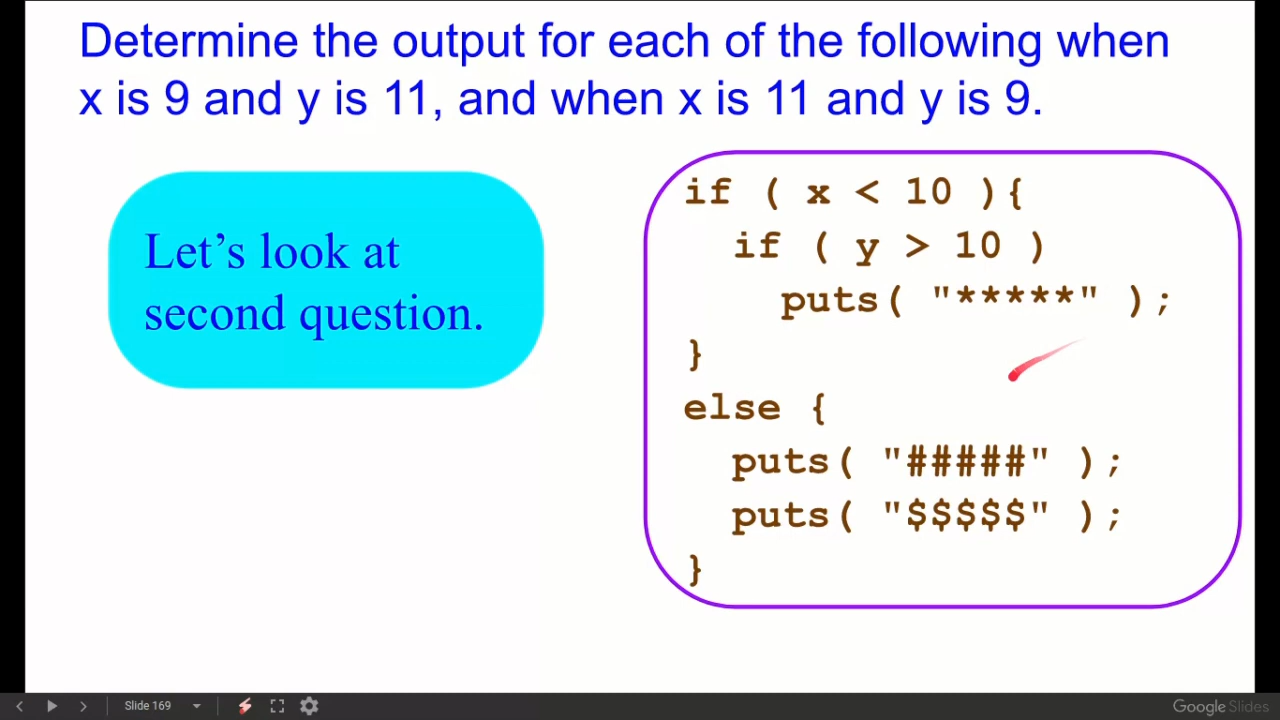 Determine the output for each of the following when
x is 9 and y is 11, and when x is 11 and y is 9.
Let’s look at
second question.
if ( x < 10 ){
if ( y > 10 )
puts( "*****" );
}
else {
puts( "#####" );
puts( "$$$$$" );
}
Slide 169
Google Slides